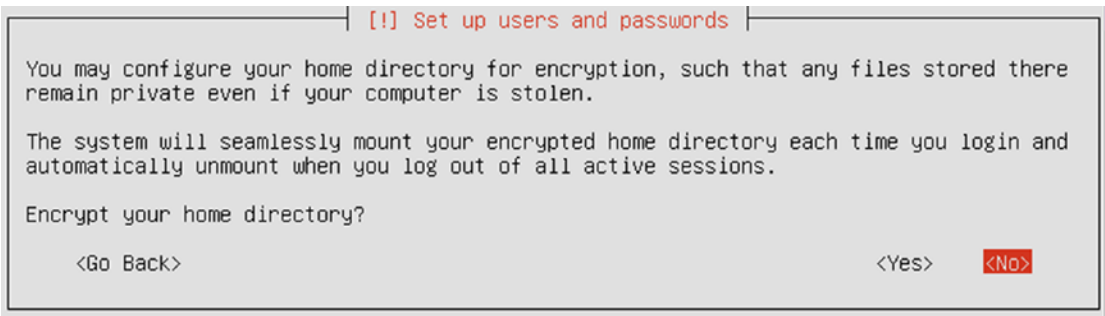 [!] Set up users and passwords
You may configure your home directory for encryption, such that any files stored there
remain private even if your computer is stolen.
The system will seamlessly mount your encrypted home directory each time you login and
automatically unmount when you log out of all active sessions.
Encrypt your home directory?
<Go Back> <Yes> <No>